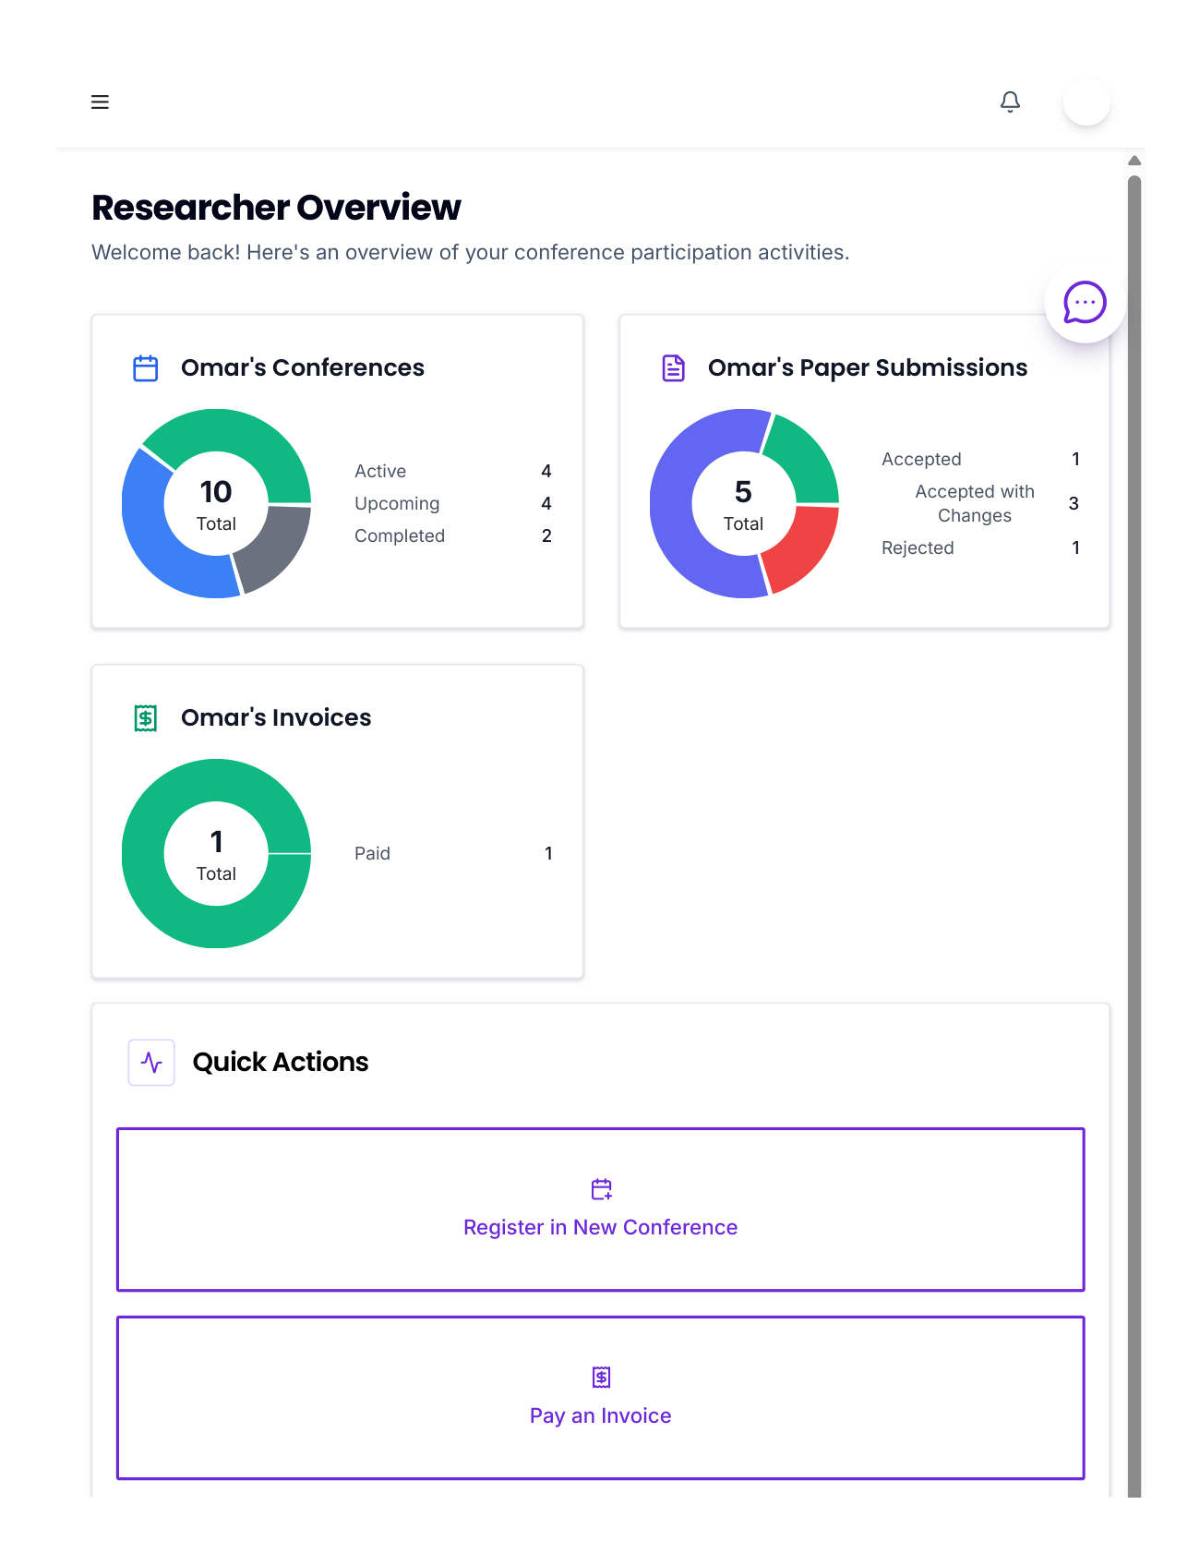 Researcher Overview
Welcome back! Here's an overview of your conference participation activities.
Omar's Conferences
10
Total
Active 4
Upcoming 4
Completed 2
Omar's Paper Submissions
5
Total
Accepted 1
Accepted with
Changes 3
Rejected 1
Omar's Invoices
1
Total
Paid 1
Quick Actions
Register in New Conference
Pay an Invoice